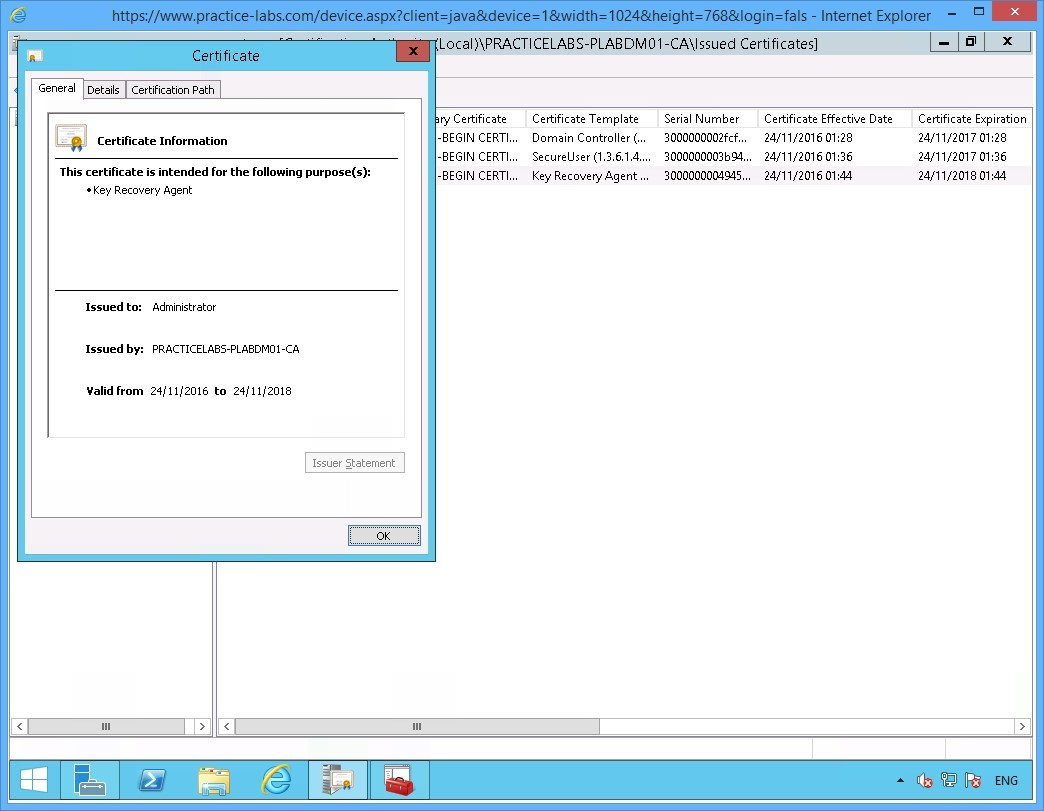 https://www.practice-labs.com/device.aspx?client=java&device=1&width=1024&height=768&login=fals - Internet Explorer
(Local)\PRACTICELABS-PLABDM01-CA\Issued Certificates]
Certificate
General Details Certification Path
Certificate Information
This certificate is intended for the following purpose(s):
•Key Recovery Agent
Issued to: Administrator
Issued by: PRACTICELABS-PLABDM01-CA
Valid from 24/11/2016 to 24/11/2018
Issuer Statement
OK
ary Certificate Certificate Template Serial Number Certificate Effective Date Certificate Expiration
-BEGIN CERTI... Domain Controller (... 3000000002fcf... 24/11/2016 01:28 24/11/2017 01:28
-BEGIN CERTI... SecureUser (1.3.6.1.4.... 3000000003b94... 24/11/2016 01:36 24/11/2017 01:36
-BEGIN CERTI... Key Recovery Agent ... 3000000004945... 24/11/2016 01:44 24/11/2018 01:44
ENG